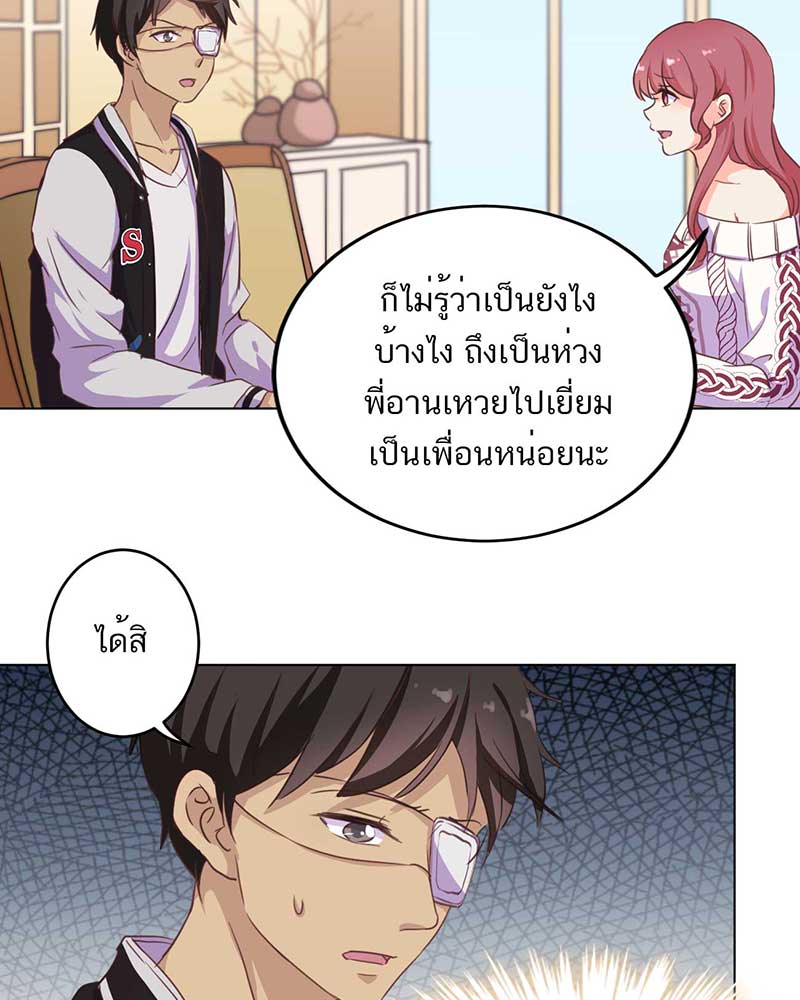 S
ก็ไม่รู้ว่าเป็นยังไง
บ้างไง ถึงเป็นห่วง
พี่อานเหวยไปเยี่ยม
เป็นเพื่อนหน่อยนะ
ได้สิ